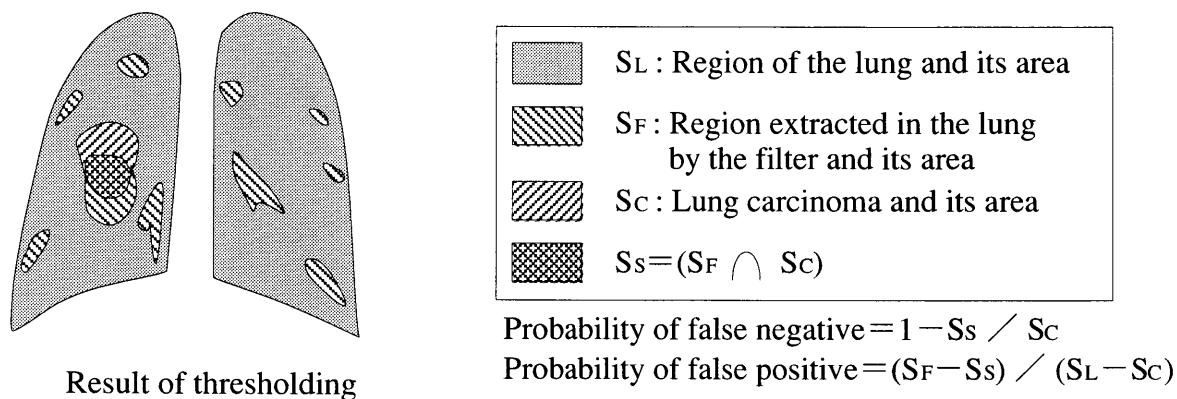 SL : Region of the lung and its area
SF : Region extracted in the lung
by the filter and its area
SC : Lung carcinoma and its area
SS=(SF ∩ SC)
Probability of false negative=1-SS / SC
Probability of false positive=(SF-SS) / (SL-SC)
Result of thresholding